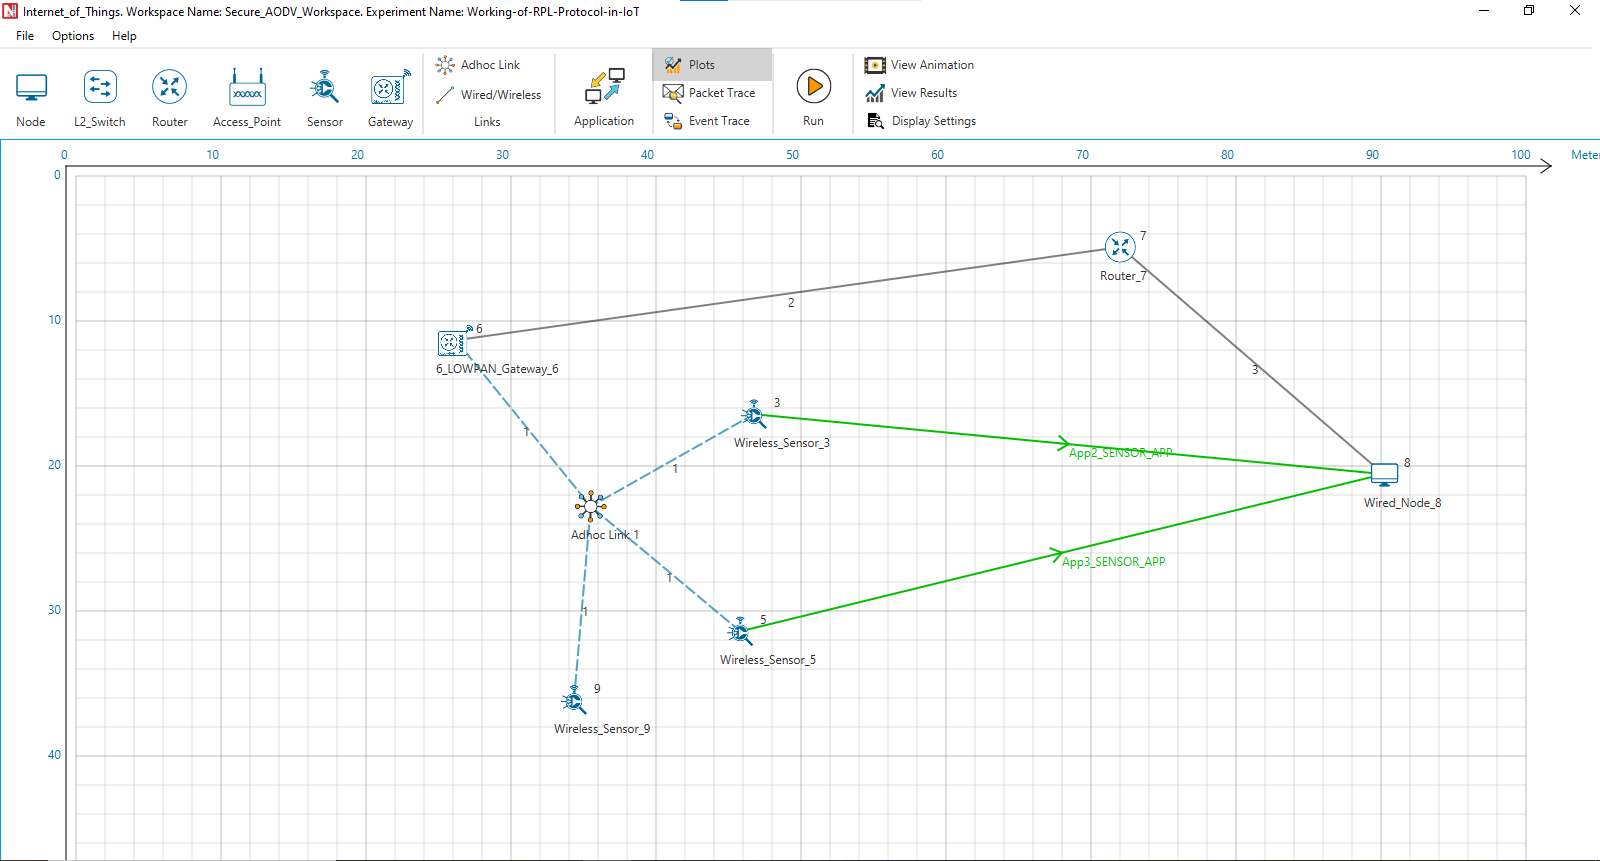 Internet_of_Things. Workspace Name: Secure_AODV_Workspace. Experiment Name: Working-of-RPL-Protocol-in-IoT
File Options Help
Node
L2_Switch
Router
Access_Point
Sensor
Gateway
Adhoc Link
Wired/Wireless
Links
Application
Plots
Packet Trace
Event Trace
Run
View Animation
View Results
Display Settings
0 10 20 30 40 50 60 70 80 90 100 Meter
0
10
20
30
40
7
Router_7
2
6
6_LOWPAN_Gateway_6
3
3
Wireless_Sensor_3
1
App2_SENSOR_APP
8
Wired_Node_8
1
Adhoc Link 1
App3_SENSOR_APP
1
1
5
Wireless_Sensor_5
9
Wireless_Sensor_9